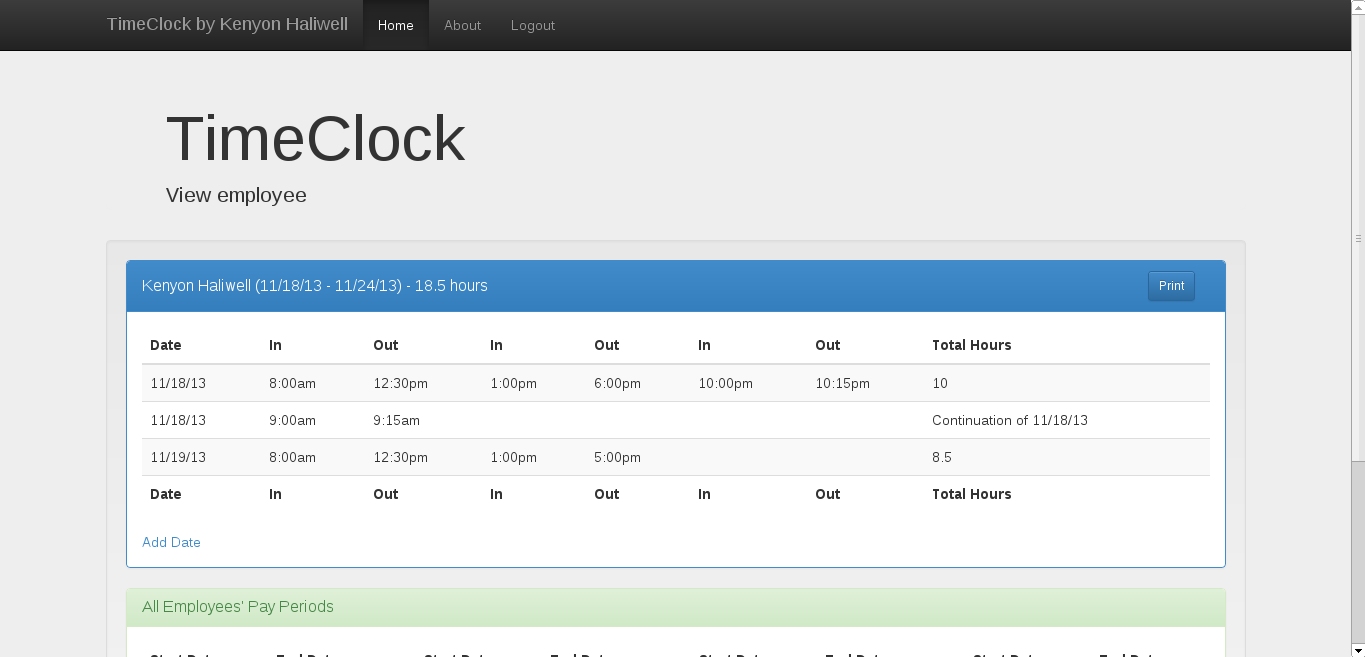 TimeClock by Kenyon Haliwell Home About Logout
TimeClock
View employee
Kenyon Haliwell (11/18/13 - 11/24/13) - 18.5 hours Print
Date In Out In Out In Out Total Hours
11/18/13 8:00am 12:30pm 1:00pm 6:00pm 10:00pm 10:15pm 10
11/18/13 9:00am 9:15am Continuation of 11/18/13
11/19/13 8:00am 12:30pm 1:00pm 5:00pm 8.5
Date In Out In Out In Out Total Hours
Add Date
All Employees' Pay Periods